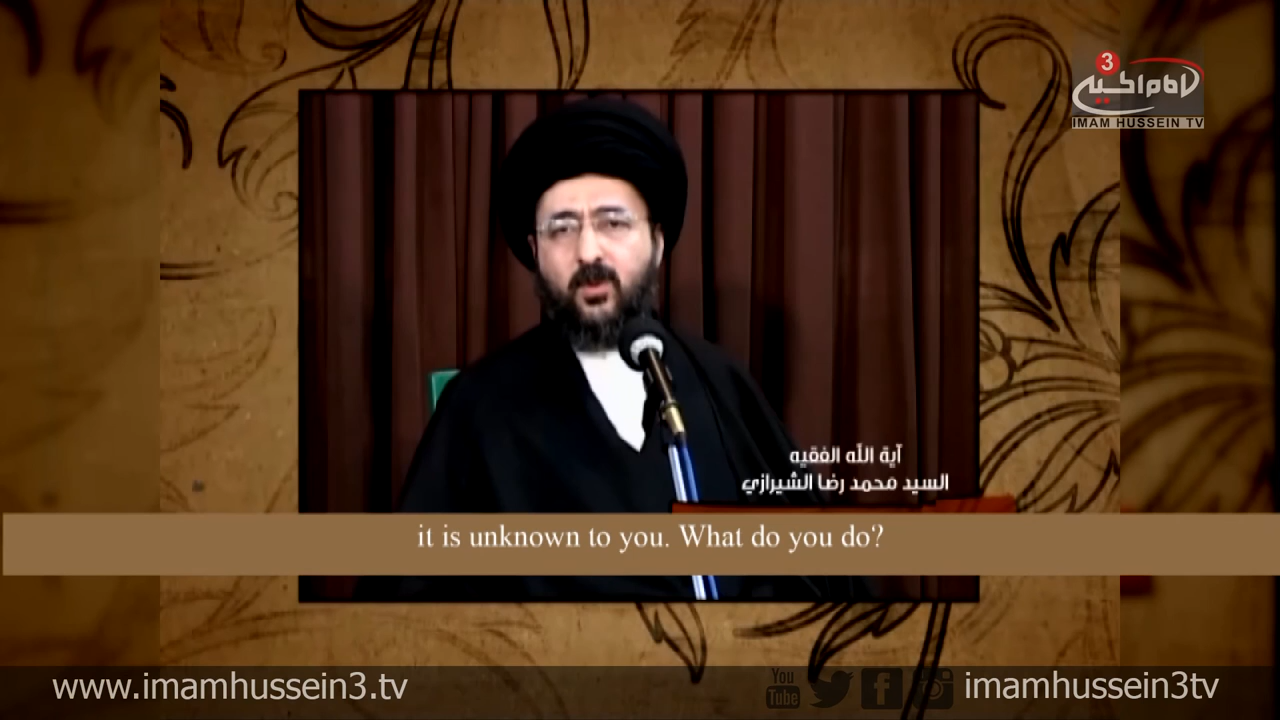 3
الإمام الحسين
IMAM HUSSEIN TV
آية الله الفقيه
السيد محمد رضا الشيرازي
it is unknown to you. What do you do?
www.imamhussein3.tv
You
Tube
f
imamhussein3tv